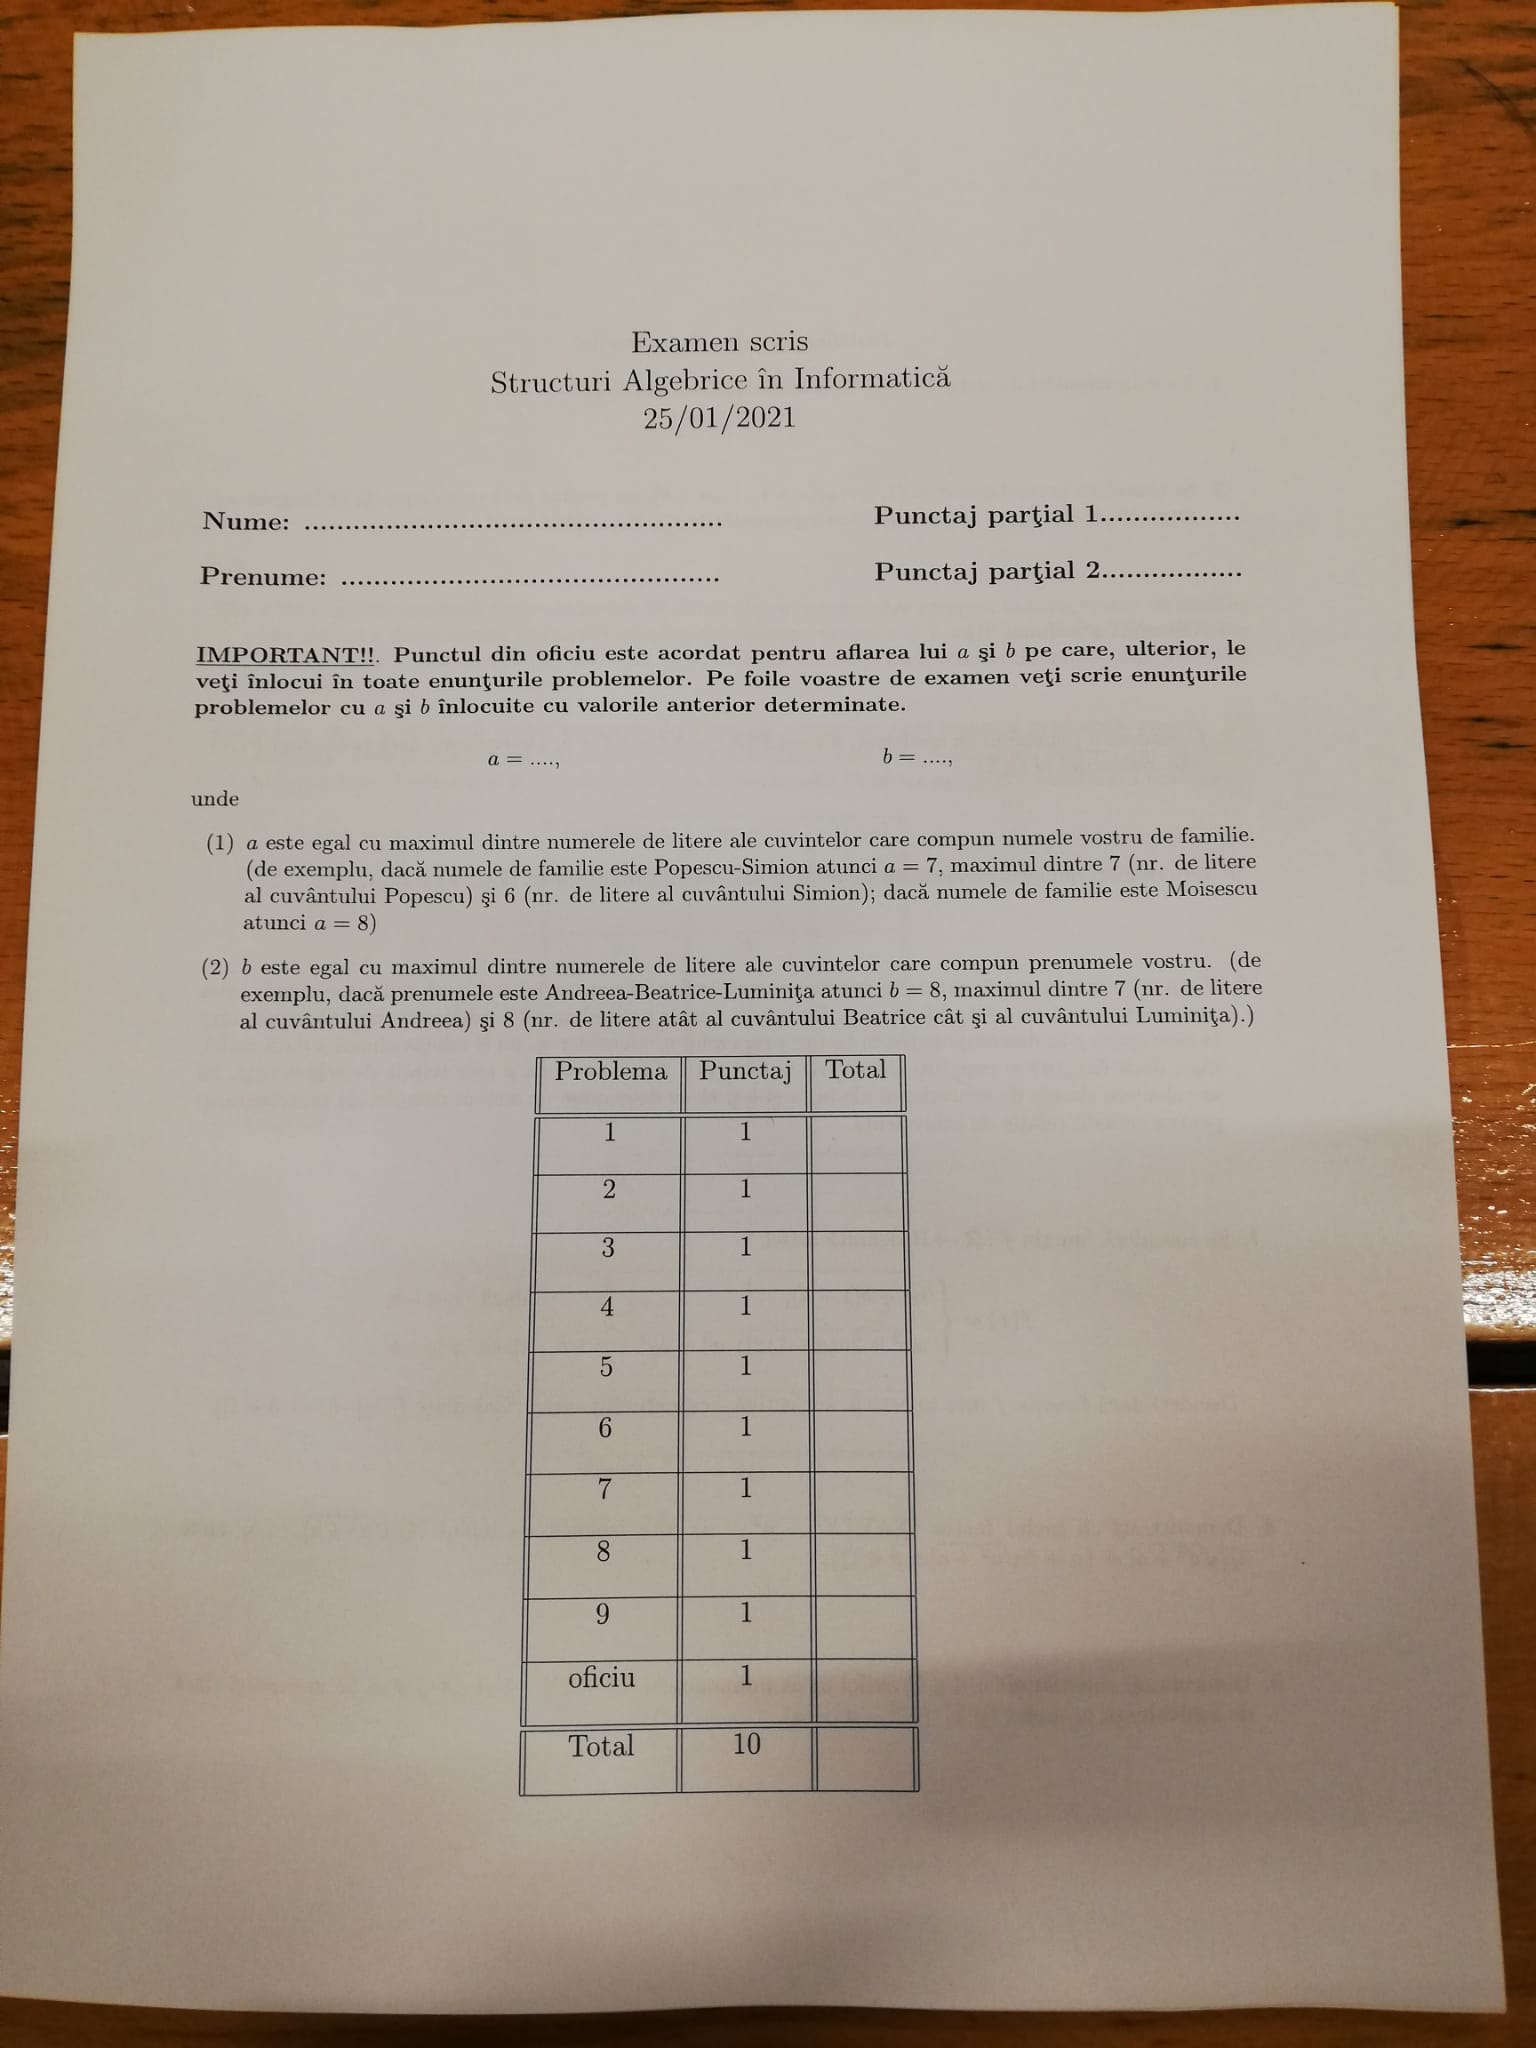 Examen scris
Structuri Algebrice în Informatică
25/01/2021
Nume: .................................................. Punctaj parţial 1.................
Prenume: ............................................. Punctaj parţial 2.................
IMPORTANT!!. Punctul din oficiu este acordat pentru aflarea lui a şi b pe care, ulterior, le
veţi înlocui în toate enunţurile problemelor. Pe foile voastre de examen veţi scrie enunţurile
problemelor cu a şi b înlocuite cu valorile anterior determinate.
a = ...., b = ....,
unde
(1) a este egal cu maximul dintre numerele de litere ale cuvintelor care compun numele vostru de familie.
(de exemplu, dacă numele de familie este Popescu-Simion atunci a = 7, maximul dintre 7 (nr. de litere
al cuvântului Popescu) şi 6 (nr. de litere al cuvântului Simion); dacă numele de familie este Moisescu
atunci a = 8)
(2) b este egal cu maximul dintre numerele de litere ale cuvintelor care compun prenumele vostru. (de
exemplu, dacă prenumele este Andreea-Beatrice-Luminiţa atunci b = 8, maximul dintre 7 (nr. de litere
al cuvântului Andreea) şi 8 (nr. de litere atât al cuvântului Beatrice cât şi al cuvântului Luminiţa).)
Problema Punctaj Total
1 1
2 1
3 1
4 1
5 1
6 1
7 1
8 1
9 1
oficiu 1
Total 10